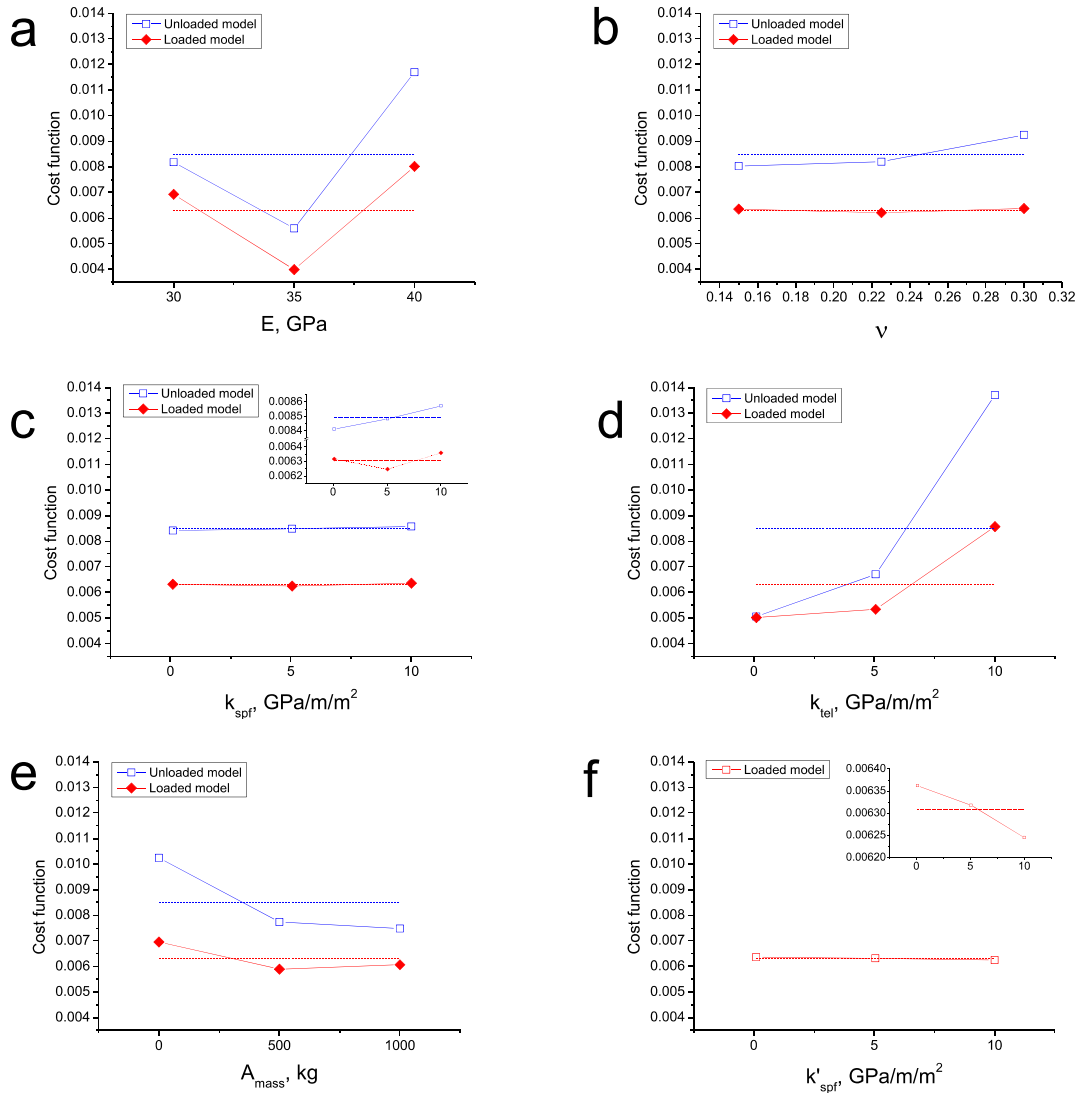 a
0.014
0.013
0.012
0.011
0.010
0.009
0.008
0.007
0.006
0.005
0.004
Cost function
Unloaded model
Loaded model
30
35
40
E, GPa
b
0.014
0.013
0.012
0.011
0.010
0.009
0.008
0.007
0.006
0.005
0.004
Cost function
Unloaded model
Loaded model
0.14 0.16 0.18 0.20 0.22 0.24 0.26 0.28 0.30 0.32
ν
c
0.014
0.013
0.012
0.011
0.010
0.009
0.008
0.007
0.006
0.005
0.004
Cost function
Unloaded model
Loaded model
0.0086
0.0085
0.0084
0.0064
0.0063
0.0062
0 5 10
0 5 10
k_spf, GPa/m/m²
d
0.014
0.013
0.012
0.011
0.010
0.009
0.008
0.007
0.006
0.005
0.004
Cost function
Unloaded model
Loaded model
0 5 10
k_tel, GPa/m/m²
e
0.014
0.013
0.012
0.011
0.010
0.009
0.008
0.007
0.006
0.005
0.004
Cost function
Unloaded model
Loaded model
0 500 1000
A_mass, kg
f
0.014
0.013
0.012
0.011
0.010
0.009
0.008
0.007
0.006
0.005
0.004
Cost function
Loaded model
0.00640
0.00635
0.00630
0.00625
0.00620
0 5 10
0 5 10
k'_spf, GPa/m/m²